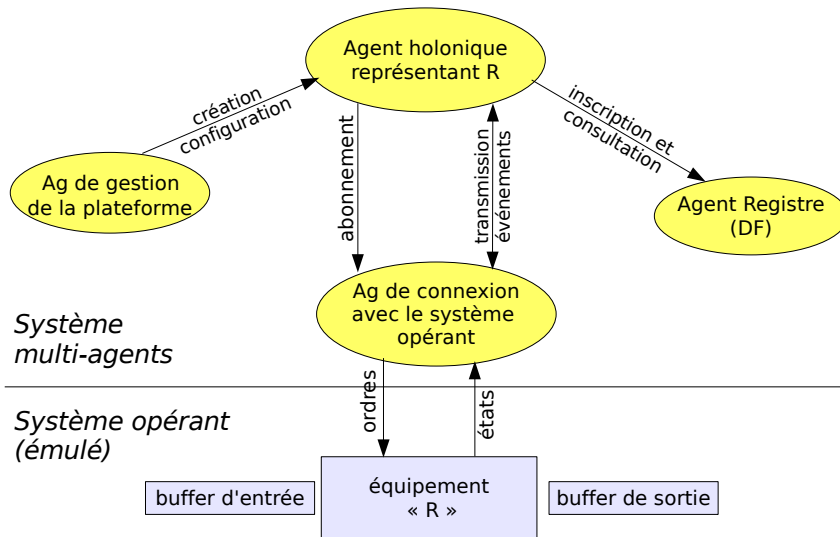 Agent holonique
représentant R
création
configuration
inscription et
consultation
abonnement
transmission
événements
Ag de gestion
de la plateforme
Agent Registre
(DF)
Ag de connexion
avec le système
opérant
Système
multi-agents
ordres
états
Système opérant
(émulé)
buffer d'entrée
équipement
« R »
buffer de sortie